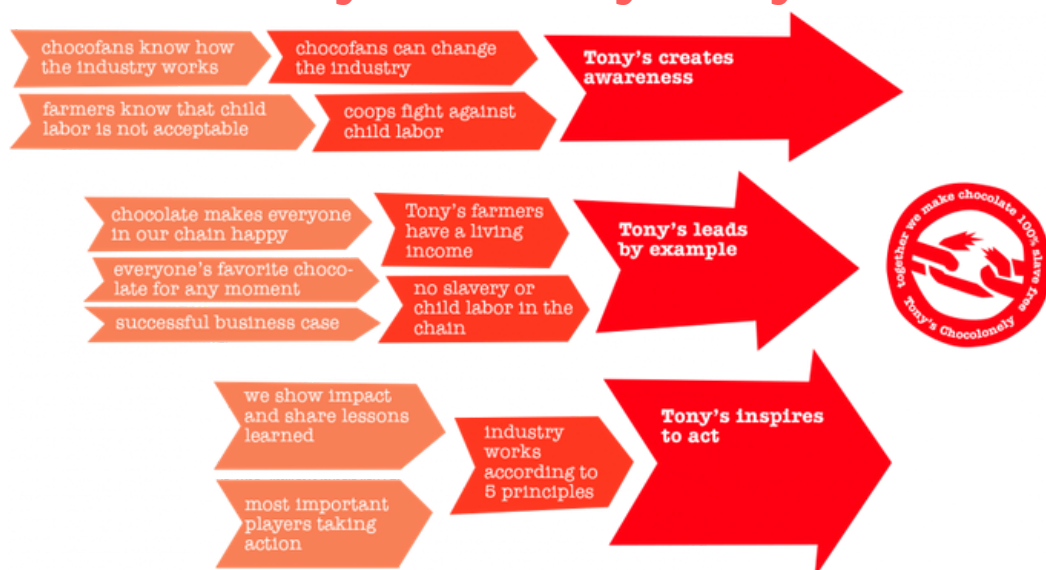 chocofans know how
the industry works
chocofans can change
the industry
Tony's creates
awareness
farmers know that child
labor is not acceptable
coops fight against
child labor
chocolate makes everyone
in our chain happy
Tony's farmers
have a living
income
Tony's leads
by example
everyone's favorite choco-
late for any moment
no slavery or
child labor in the
chain
successful business case
together we make chocolate 100% slave free
Tony's Chocolonely
we show impact
and share lessons
learned
industry
works
according to
5 principles
Tony's inspires
to act
most important
players taking
action